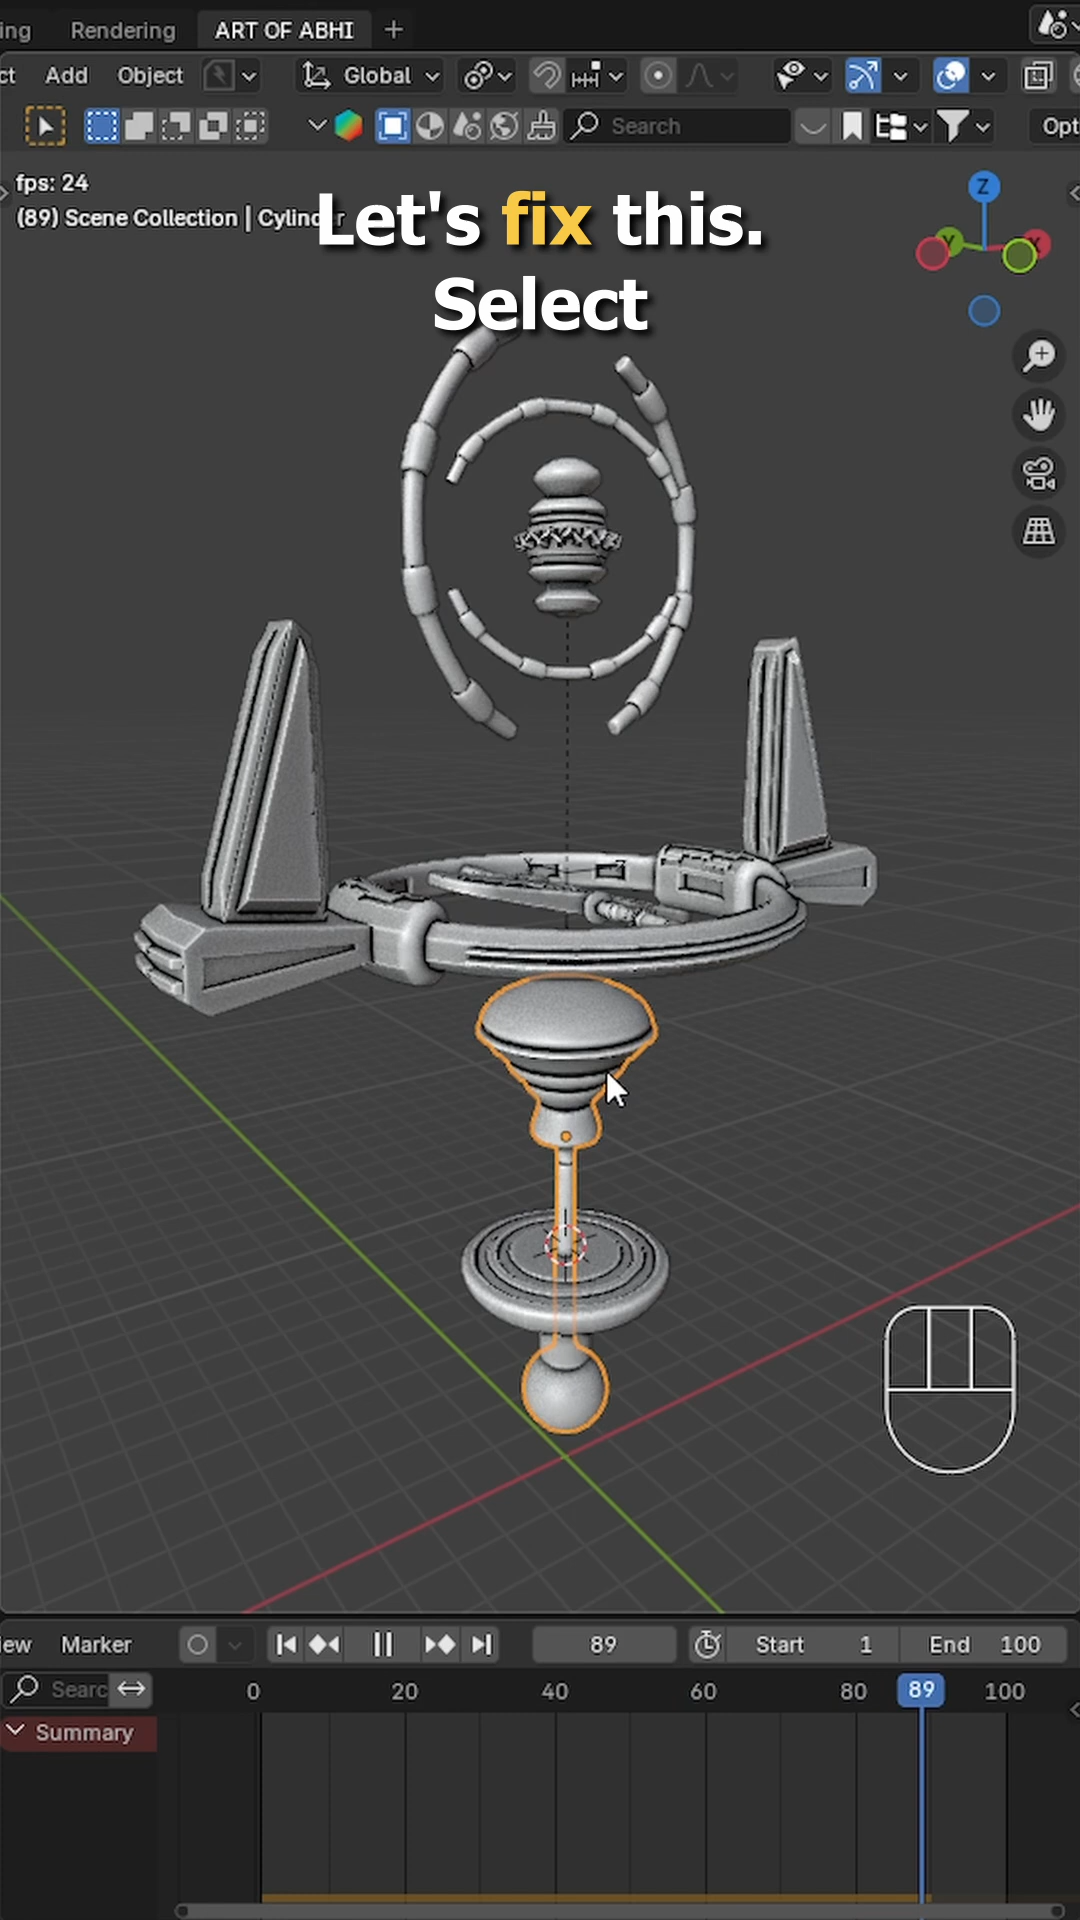 ing Rendering ART OF ABHI +
ct Add Object Global
Search Opt
fps: 24
(89) Scene Collection | Cylinder
Let's fix this.
Select
Z
Y X
ew Marker 89 Start 1 End 100
Searc 0 20 40 60 80 89 100
Summary